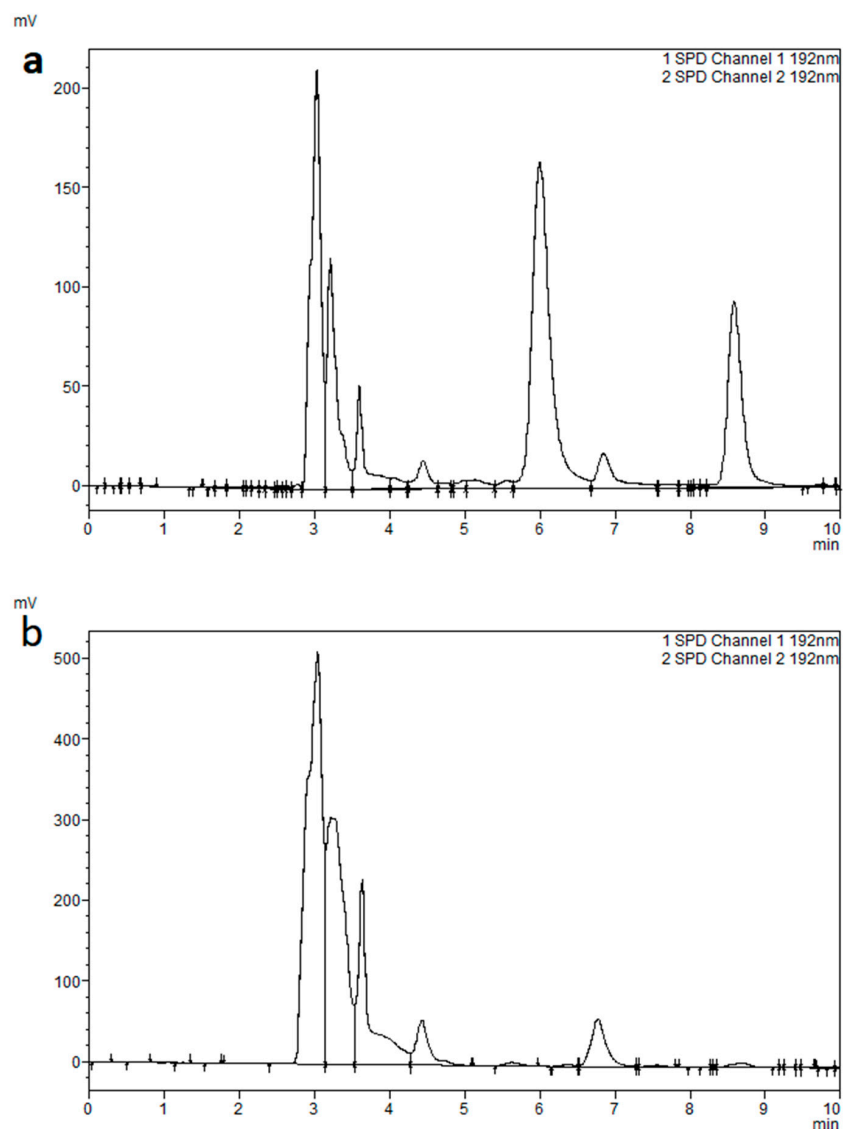 mV
a
1 SPD Channel 1 192nm
2 SPD Channel 2 192nm
200
150
100
50
0
0 1 2 3 4 5 6 7 8 9 10
min
mV
b
1 SPD Channel 1 192nm
2 SPD Channel 2 192nm
500
400
300
200
100
0
0 1 2 3 4 5 6 7 8 9 10
min